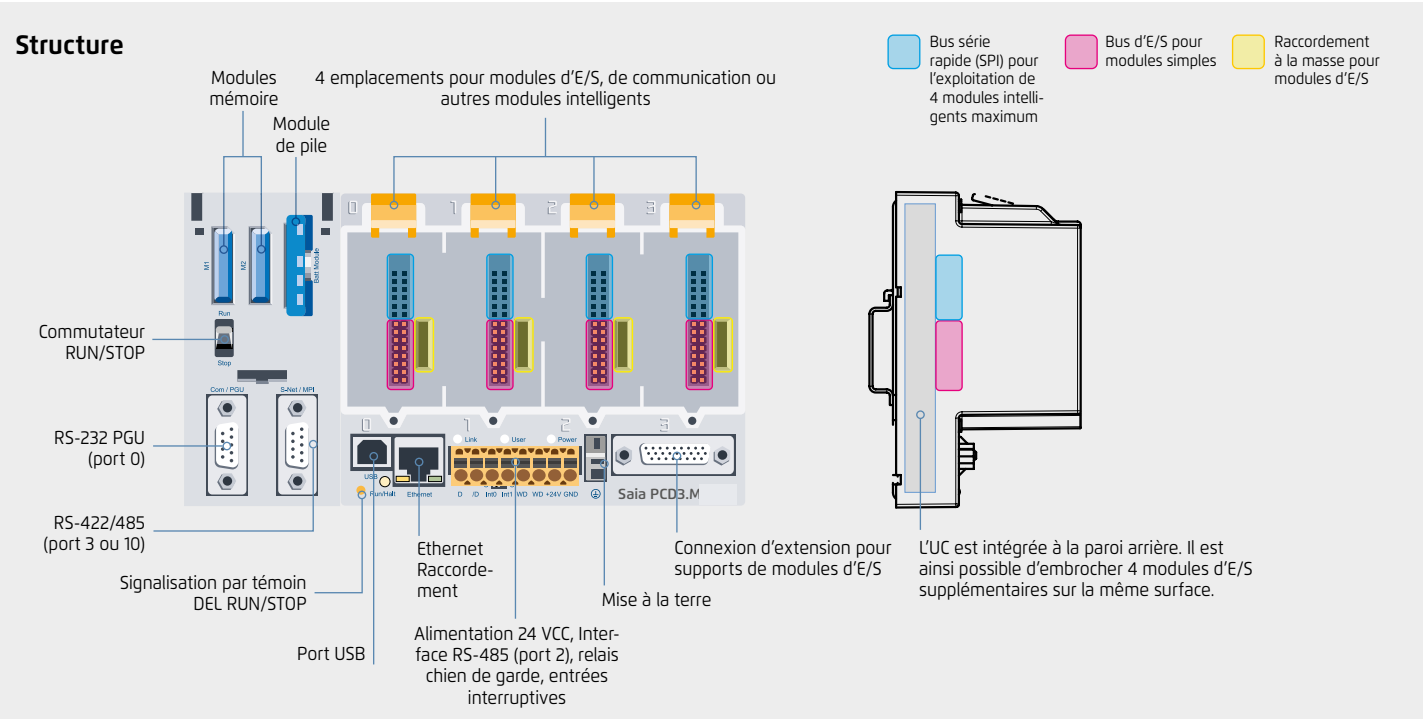 Structure
Modules
mémoire
Module
de pile
4 emplacements pour modules d'E/S, de communication ou
autres modules intelligents
Bus série
rapide (SPI) pour
l'exploitation de
4 modules intelli-
gents maximum
Bus d'E/S pour
modules simples
Raccordement
à la masse pour
modules d'E/S
0 1 2 3
M1
M2
Batt Module
Run
Stop
Commutateur
RUN/STOP
Com / PGU
S-Net / MPI
RS-232 PGU
(port 0)
RS-422/485
(port 3 ou 10)
0 1 2 3
Link
User
Power
USB
Run/Halt
Ethernet
D /D Int0 Int1 WD WD +24V GND
Saia PCD3.M
Signalisation par témoin
DEL RUN/STOP
Port USB
Ethernet
Raccorde-
ment
Alimentation 24 VCC, Inter-
face RS-485 (port 2), relais
chien de garde, entrées
interruptives
Mise à la terre
Connexion d'extension pour
supports de modules d'E/S
L'UC est intégrée à la paroi arrière. Il est
ainsi possible d'embrocher 4 modules d'E/S
supplémentaires sur la même surface.